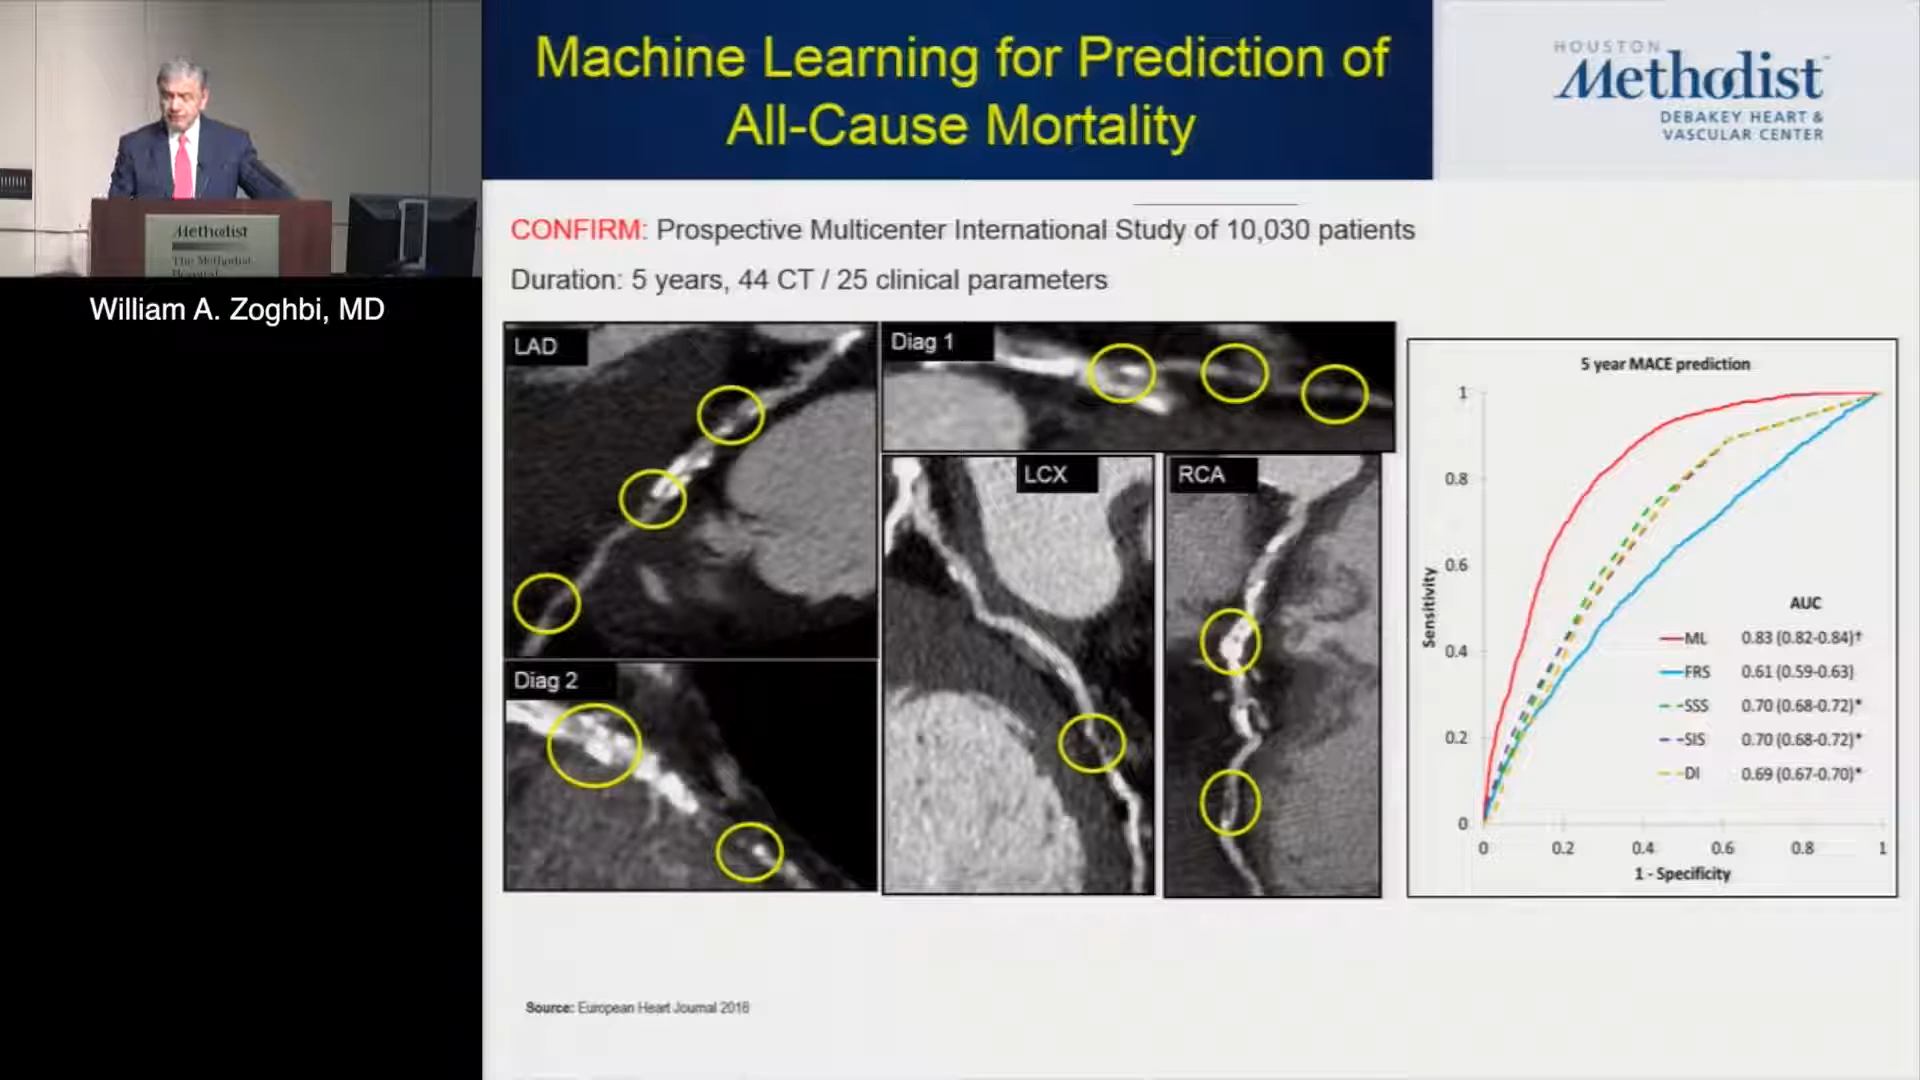 Machine Learning for Prediction of
All-Cause Mortality
HOUSTON
Methodist
DEBAKEY HEART &
VASCULAR CENTER
Methodist
The Methodist
Hospital
William A. Zoghbi, MD
CONFIRM: Prospective Multicenter International Study of 10,030 patients
Duration: 5 years, 44 CT / 25 clinical parameters
LAD
Diag 1
LCX
RCA
Diag 2
5 year MACE prediction
1
0.8
0.6
0.4
0.2
0
Sensitivity
0 0.2 0.4 0.6 0.8 1
1 - Specificity
AUC
ML 0.83 (0.82-0.84)†
FRS 0.61 (0.59-0.63)
SSS 0.70 (0.68-0.72)*
SIS 0.70 (0.68-0.72)*
DI 0.69 (0.67-0.70)*
Source: European Heart Journal 2016